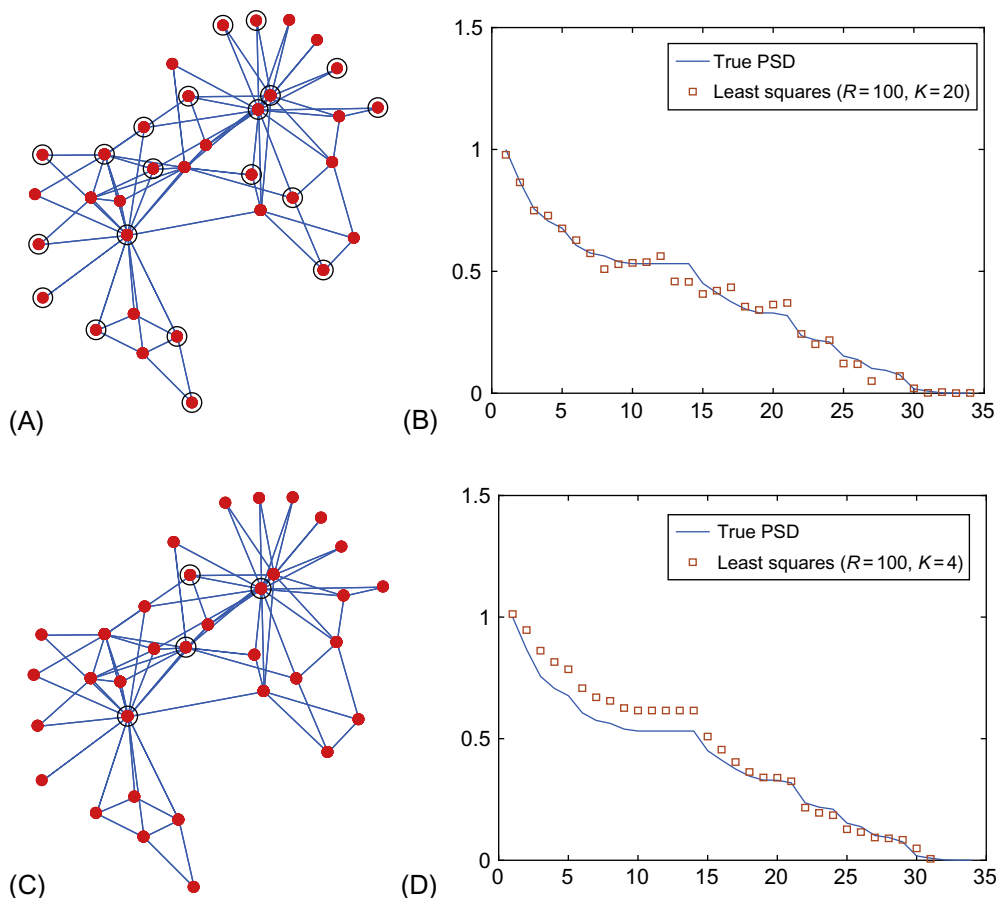 1.5
True PSD
Least squares (R=100, K=20)
1
0.5
0
0 5 10 15 20 25 30 35
(A)
(B)
1.5
True PSD
Least squares (R=100, K=4)
1
0.5
0
0 5 10 15 20 25 30 35
(C)
(D)